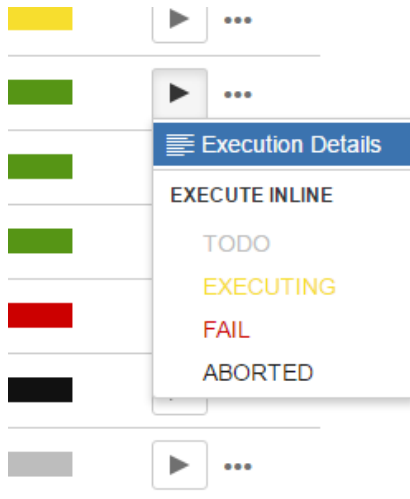 Execution Details
EXECUTE INLINE
TODO
EXECUTING
FAIL
ABORTED